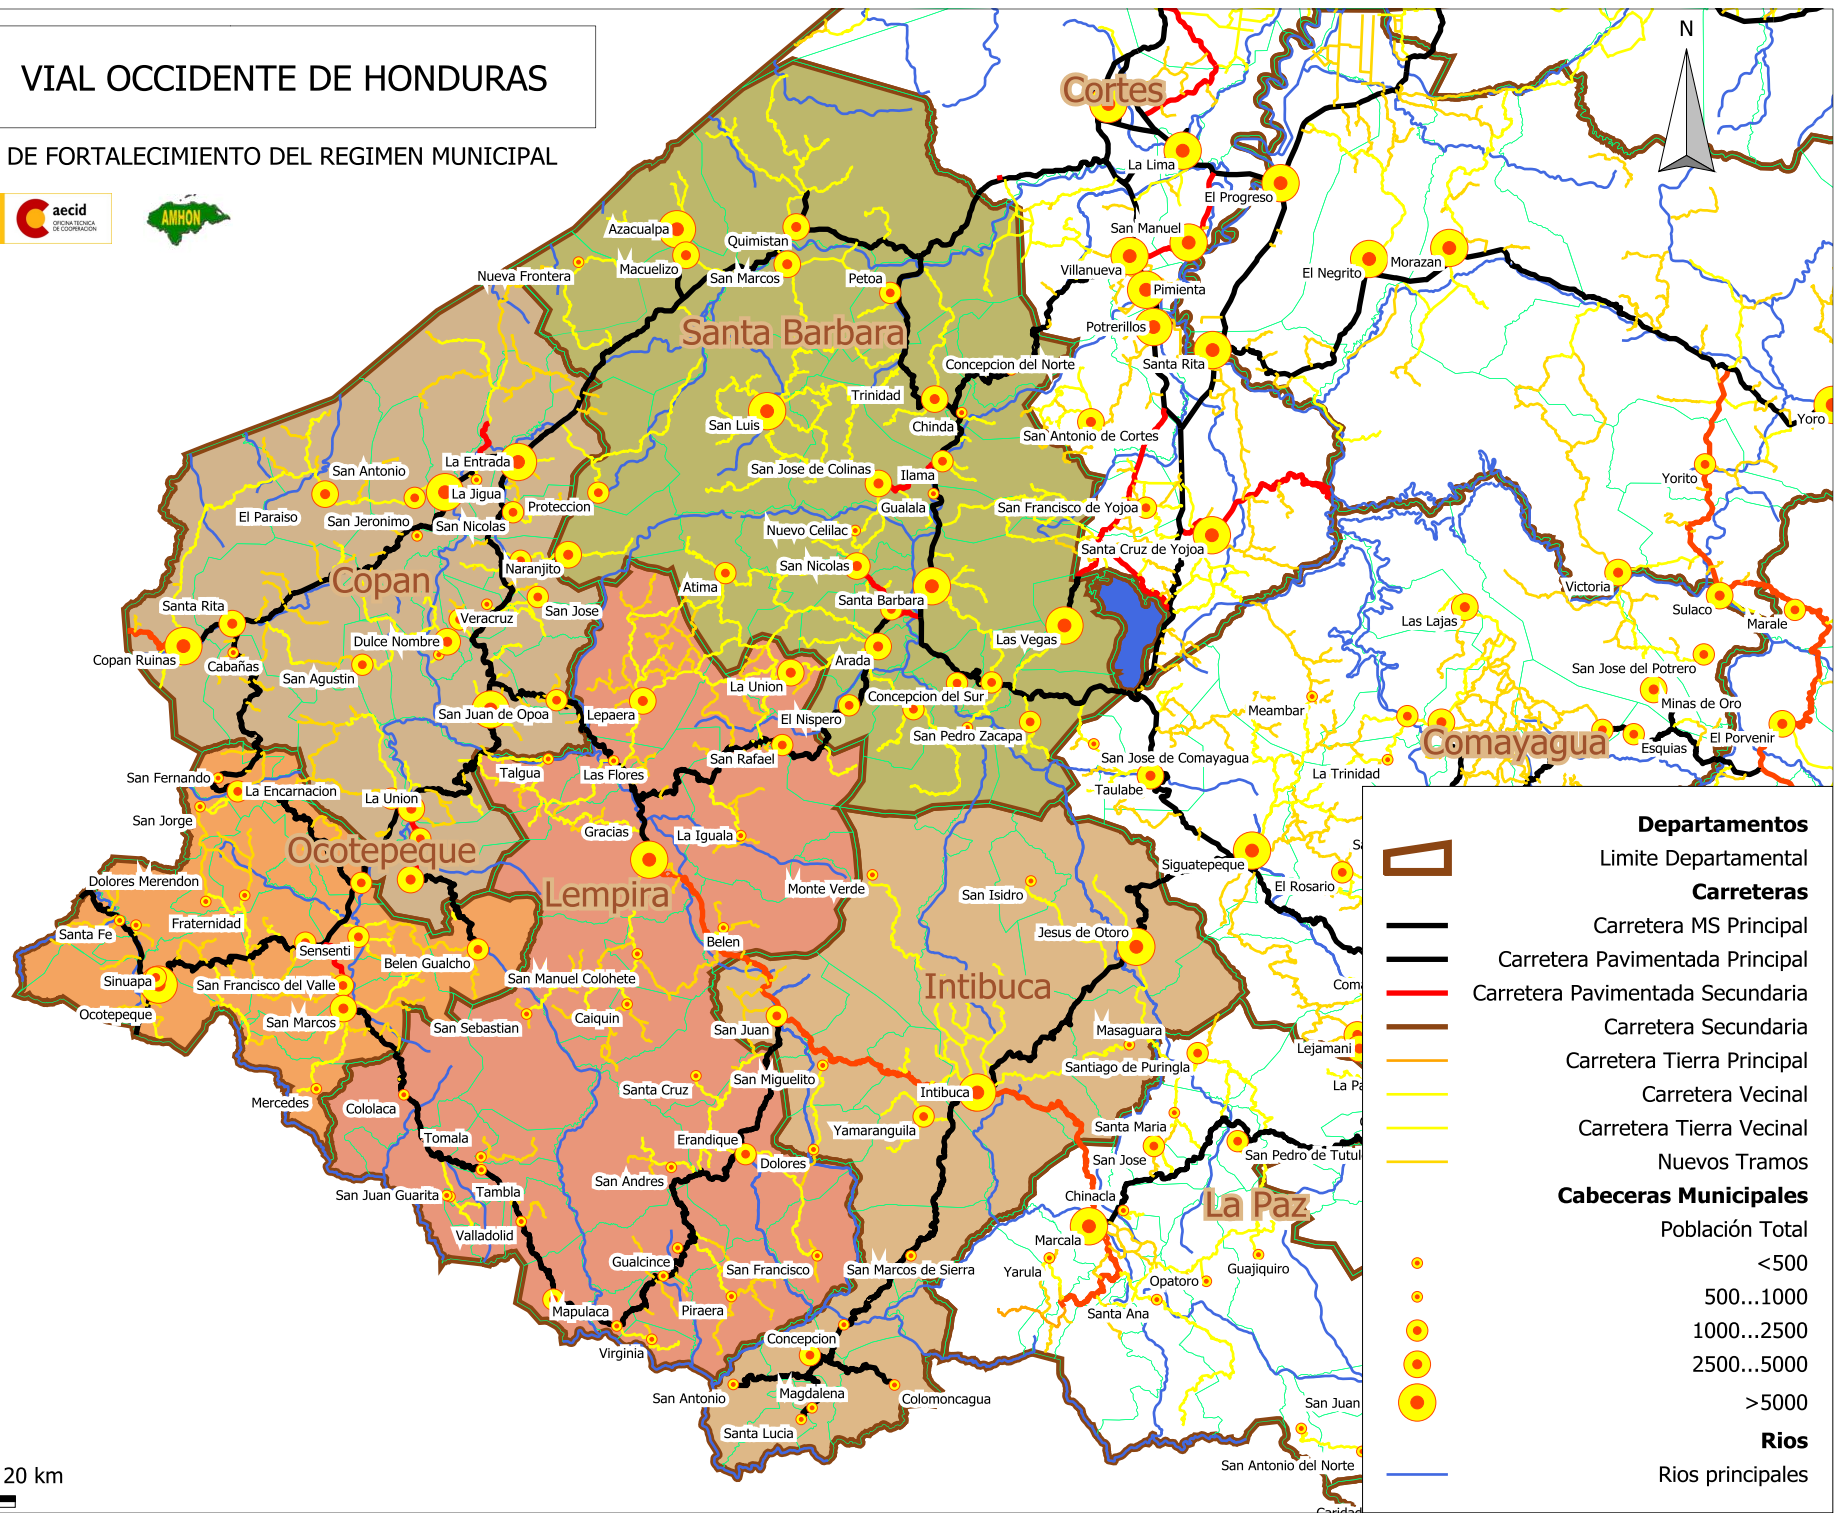 VIAL OCCIDENTE DE HONDURAS
DE FORTALECIMIENTO DEL REGIMEN MUNICIPAL
aecid
OFICINA TECNICA
DE COOPERACION
AMHON
N
Cortes
La Lima
El Progreso
San Manuel
Villanueva
Pimienta
Potrerillos
Santa Rita
El Negrito
Morazan
Yoro
Azacualpa
Quimistan
Macuelizo
San Marcos
Nueva Frontera
Petoa
Santa Barbara
Concepcion del Norte
Trinidad
San Luis
Chinda
San Antonio de Cortes
San Antonio
La Entrada
San Jose de Colinas
Ilama
Yorito
La Jigua
El Paraiso
San Jeronimo
San Nicolas
Proteccion
Gualala
San Francisco de Yojoa
Nuevo Celilac
Santa Cruz de Yojoa
Copan
Naranjito
San Nicolas
Atima
Victoria
Santa Rita
San Jose
Santa Barbara
Sulaco
Veracruz
Las Lajas
Marale
Dulce Nombre
Las Vegas
Copan Ruinas
Cabañas
San Agustin
Arada
San Jose del Potrero
La Union
Concepcion del Sur
San Juan de Opoa
Lepaera
El Nispero
Meambar
Minas de Oro
San Pedro Zacapa
Comayagua
Esquias
El Porvenir
San Rafael
San Jose de Comayagua
San Fernando
Talgua
Las Flores
La Trinidad
La Encarnacion
La Union
Taulabe
San Jorge
Gracias
La Iguala
Ocotepeque
Siguatepeque
Dolores Merendon
Lempira
Monte Verde
San Isidro
El Rosario
Fraternidad
Santa Fe
Jesus de Otoro
Belen
Sensenti
Belen Gualcho
San Manuel Colohete
Sinuapa
San Francisco del Valle
Intibuca
Coma
Ocotepeque
San Marcos
San Sebastian
Caiquin
San Juan
Masaguara
Lejamani
Santiago de Puringla
San Miguelito
Santa Cruz
La Pa
Mercedes
Cololaca
Intibuca
Yamaranguila
Tomala
Erandique
Santa Maria
Dolores
San Jose
San Pedro de Tutul
San Andres
San Juan Guarita
Tambla
Chinacla
La Paz
Valladolid
Marcala
Gualcince
San Francisco
San Marcos de Sierra
Yarula
Opatoro
Guajiquiro
Mapulaca
Piraera
Santa Ana
Concepcion
Virginia
San Antonio
Magdalena
Colomoncagua
San Juan
Santa Lucia
San Antonio del Norte
Caridad
20 km
Departamentos
Limite Departamental
Carreteras
Carretera MS Principal
Carretera Pavimentada Principal
Carretera Pavimentada Secundaria
Carretera Secundaria
Carretera Tierra Principal
Carretera Vecinal
Carretera Tierra Vecinal
Nuevos Tramos
Cabeceras Municipales
Población Total
<500
500...1000
1000...2500
2500...5000
>5000
Rios
Rios principales